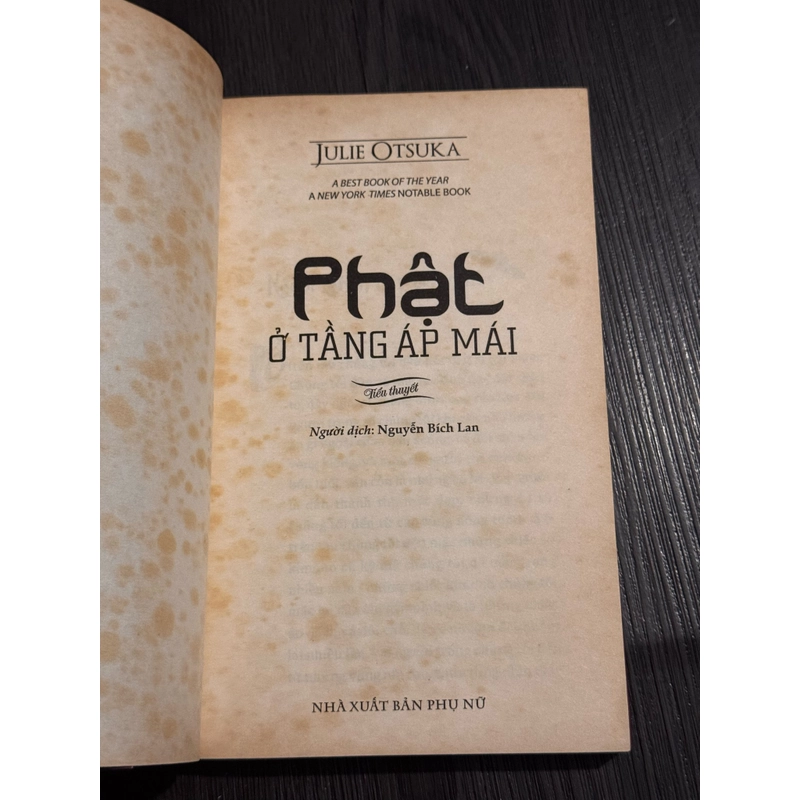 JULIE OTSUKA
A BEST BOOK OF THE YEAR
A NEW YORK TIMES NOTABLE BOOK
Phật
Ở TẦNG ÁP MÁI
Tiểu thuyết
Người dịch: Nguyễn Bích Lan
NHÀ XUẤT BẢN PHỤ NỮ